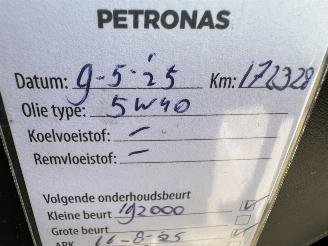 PETRONAS
Datum: 9-5-'25 Km: 172328
Olie type: 5W40
Koelvoeistof: -
Remvloeistof: -
Volgende onderhoudsbeurt
Kleine beurt 192000
Grote beurt
APK 16-8-25